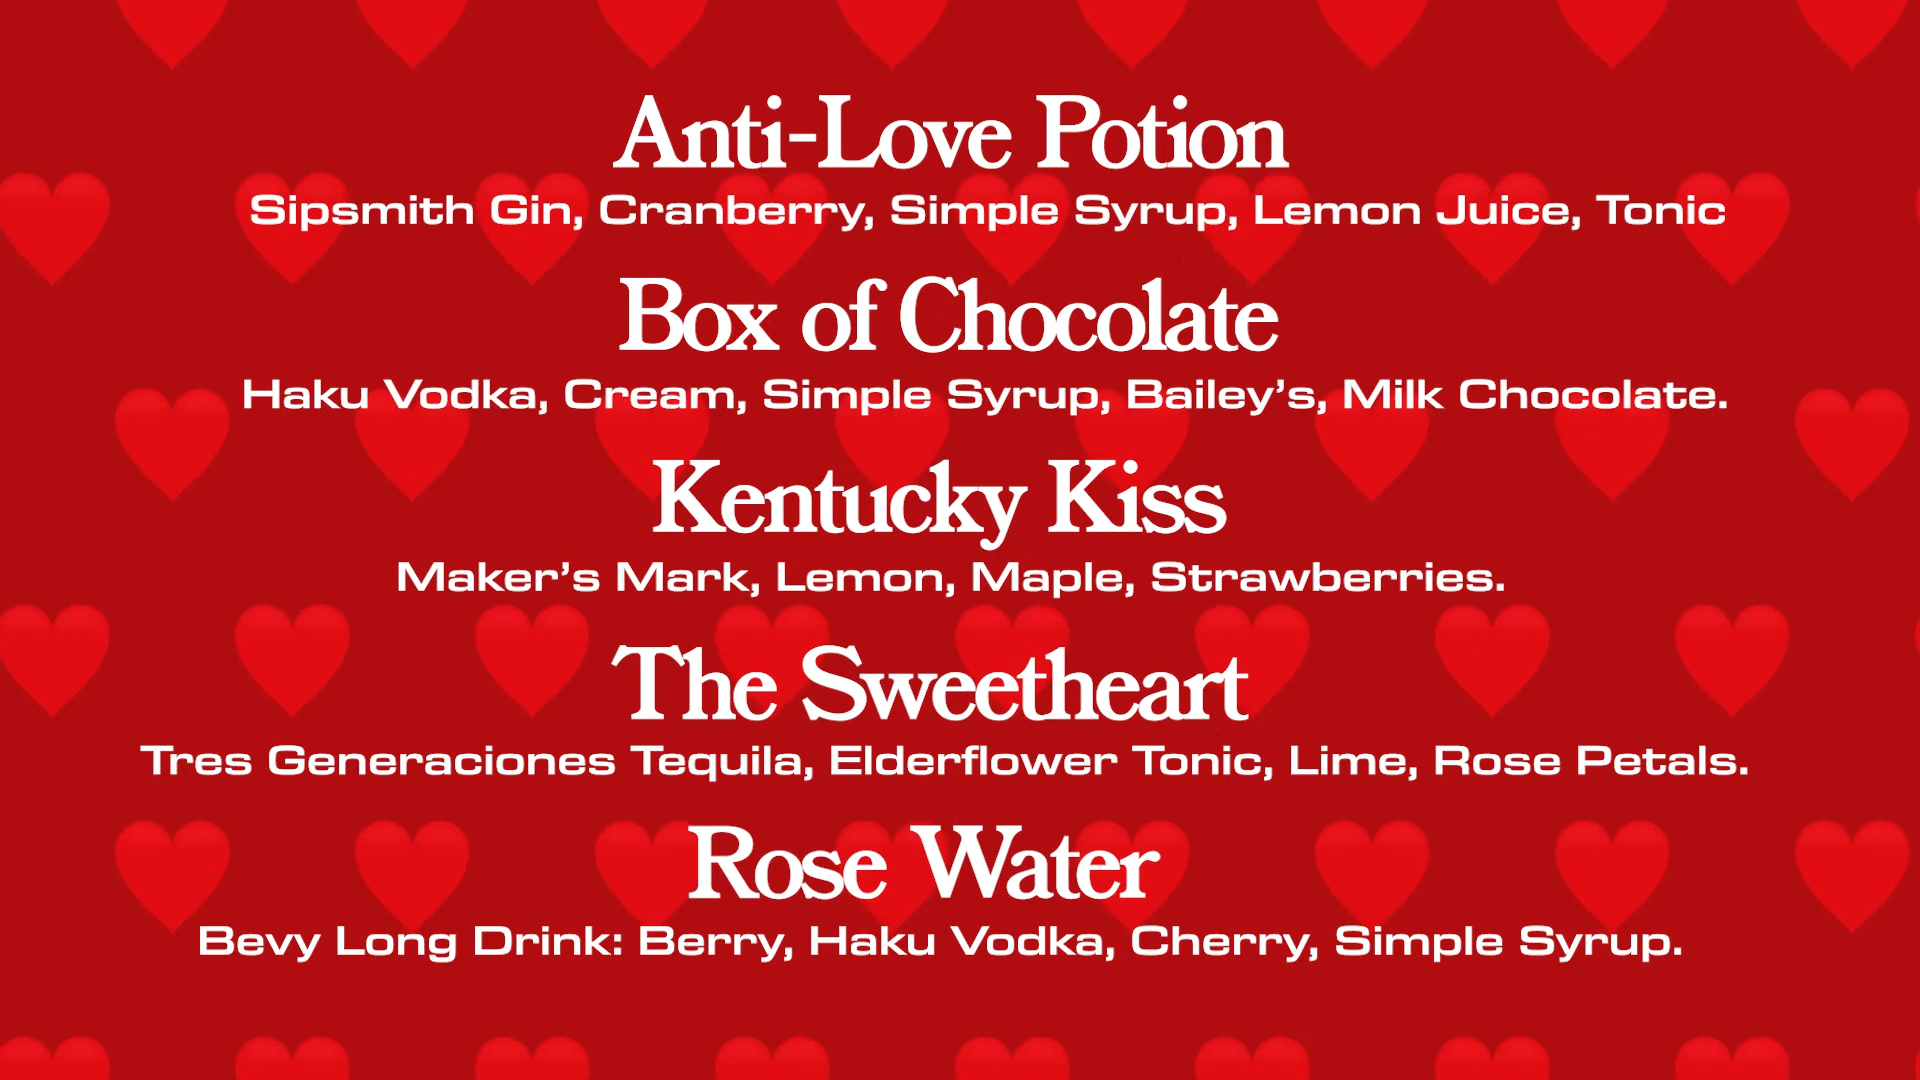 Anti-Love Potion
Sipsmith Gin, Cranberry, Simple Syrup, Lemon Juice, Tonic
Box of Chocolate
Haku Vodka, Cream, Simple Syrup, Bailey’s, Milk Chocolate.
Kentucky Kiss
Maker’s Mark, Lemon, Maple, Strawberries.
The Sweetheart
Tres Generaciones Tequila, Elderflower Tonic, Lime, Rose Petals.
Rose Water
Bevy Long Drink: Berry, Haku Vodka, Cherry, Simple Syrup.